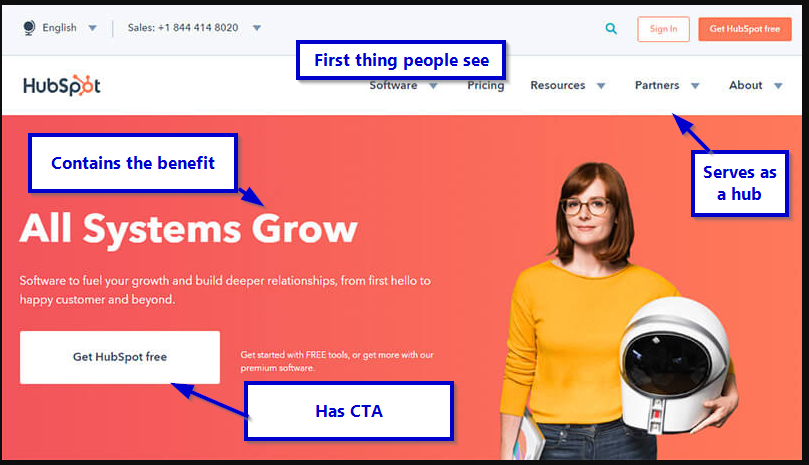 English
Sales: +1 844 414 8020
Sign In
Get HubSpot free
First thing people see
HubSpot
Software
Pricing
Resources
Partners
About
Contains the benefit
Serves as
a hub
All Systems Grow
Software to fuel your growth and build deeper relationships, from first hello to
happy customer and beyond.
Get HubSpot free
Get started with FREE tools, or get more with our
premium software.
Has CTA